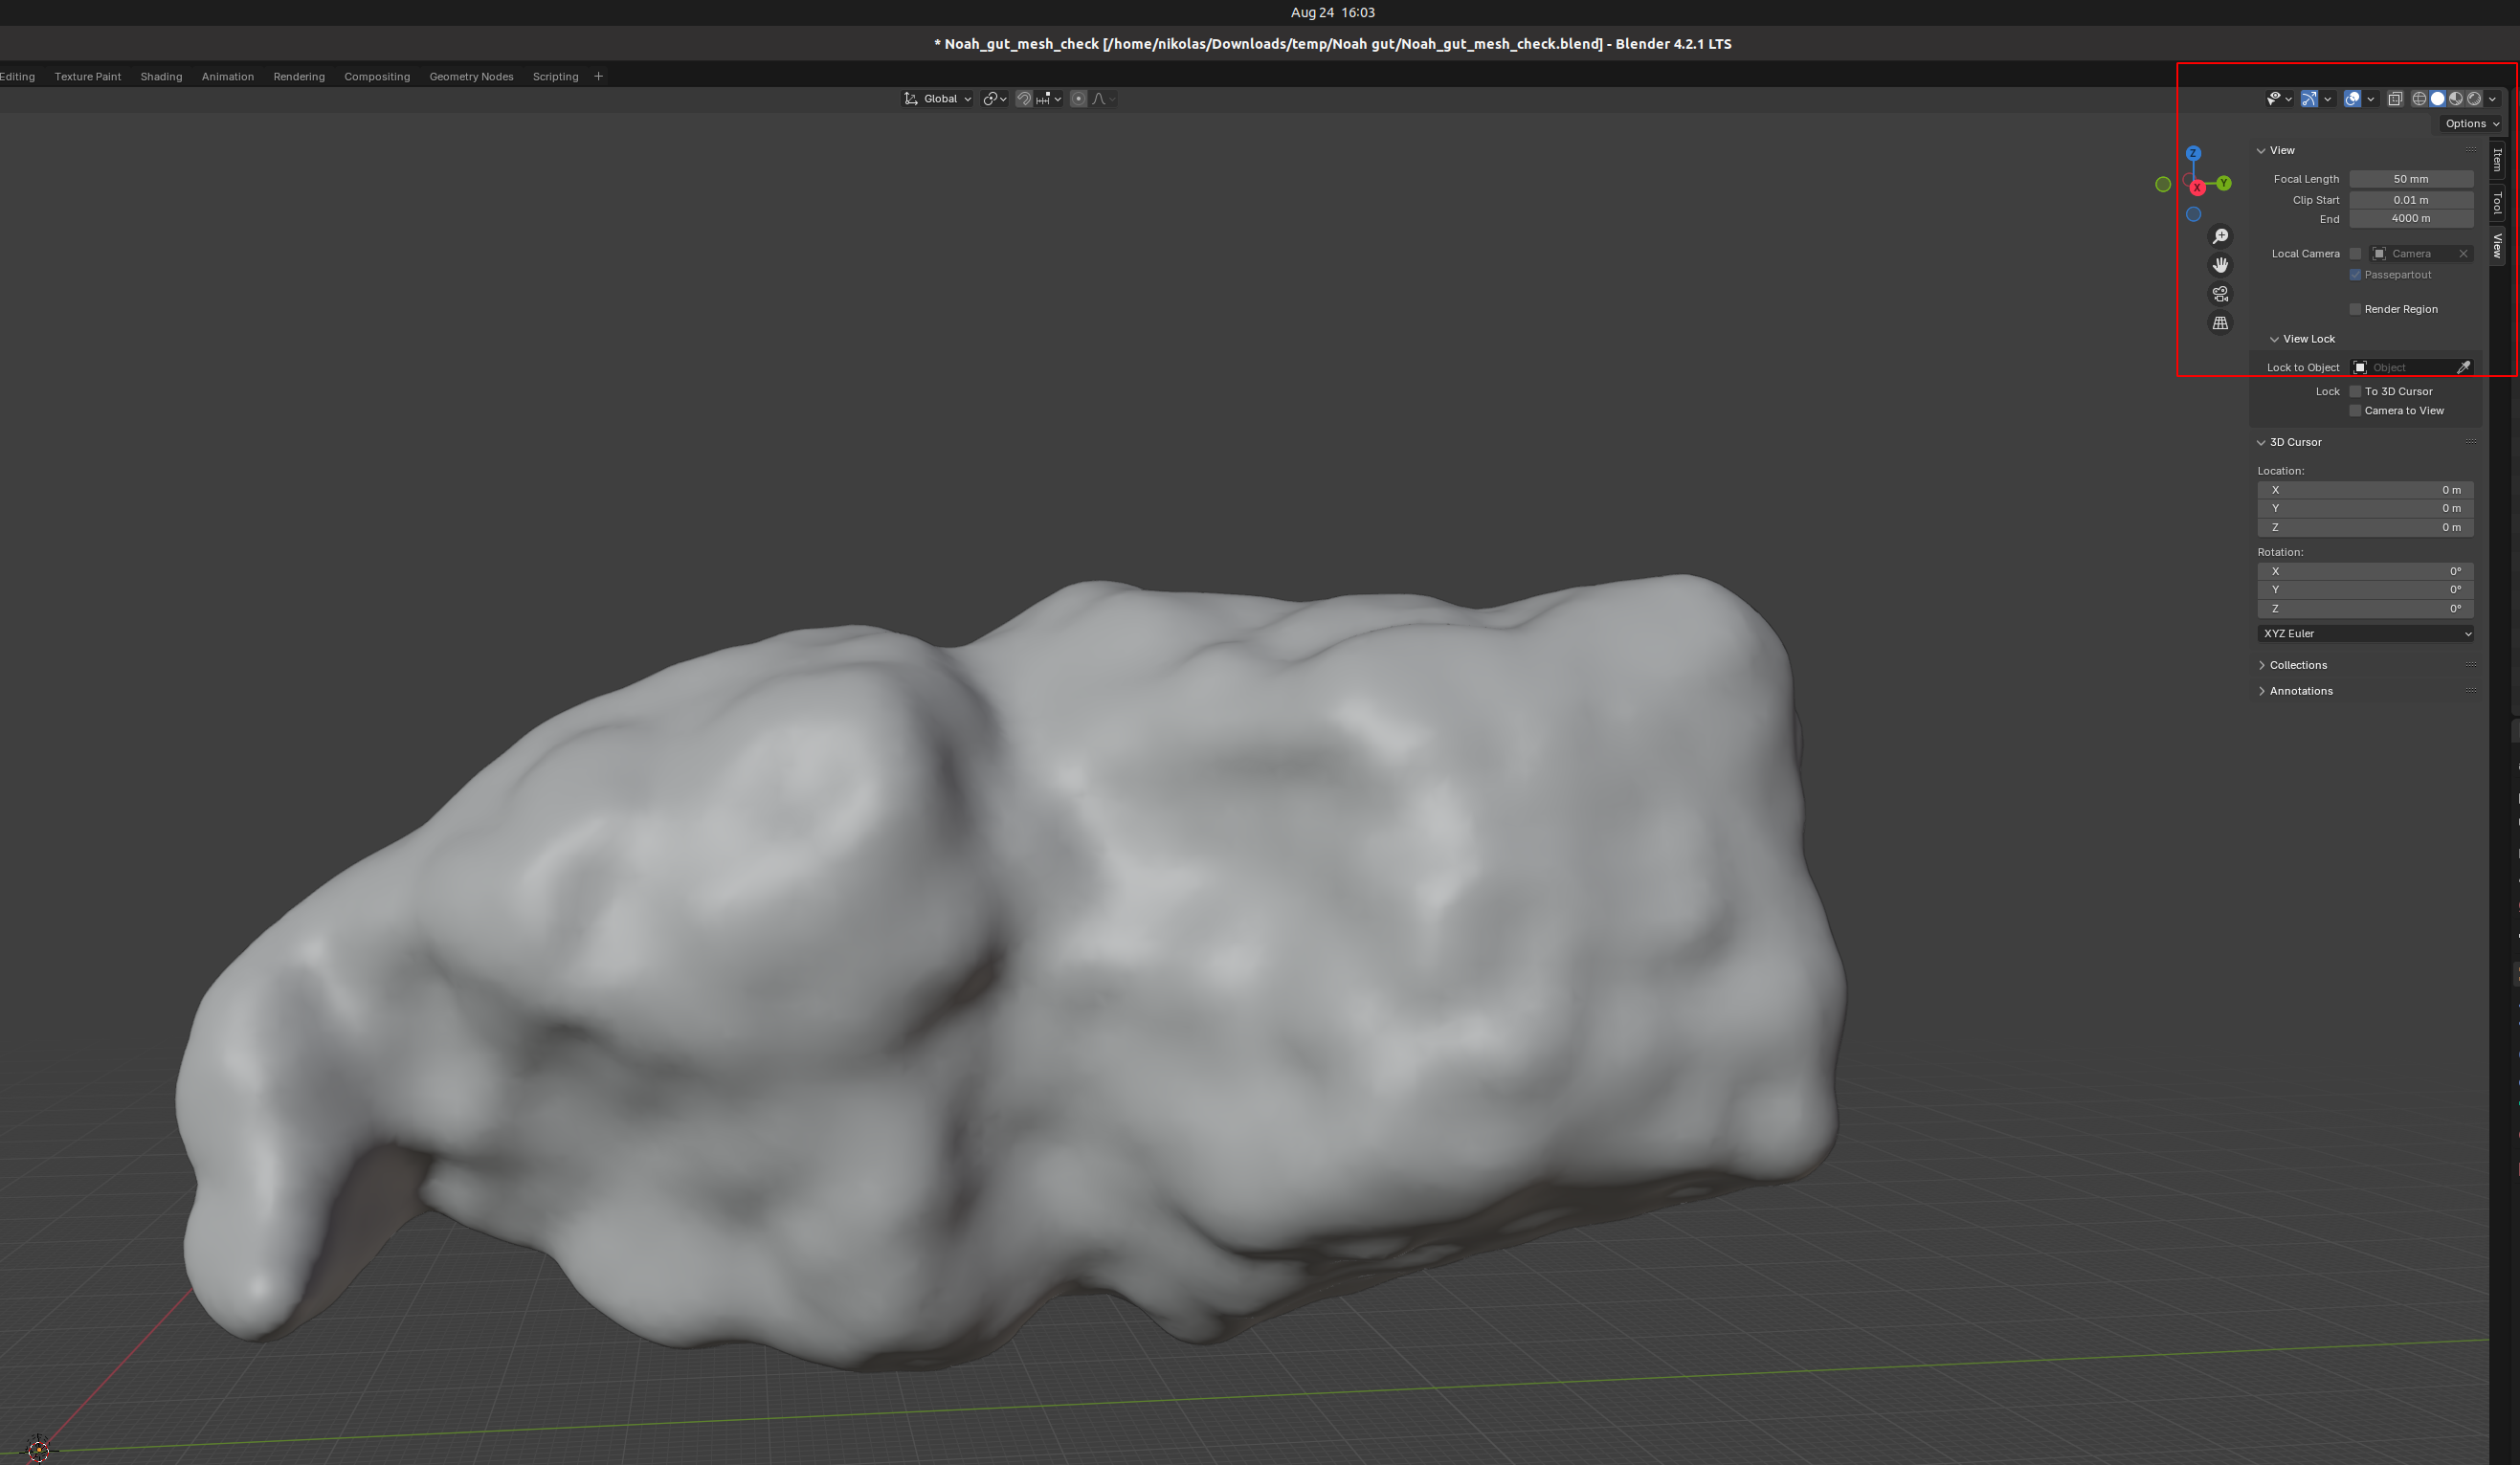 Aug 24 16:03
* Noah_gut_mesh_check [/home/nikolas/Downloads/temp/Noah gut/Noah_gut_mesh_check.blend] - Blender 4.2.1 LTS
Editing Texture Paint Shading Animation Rendering Compositing Geometry Nodes Scripting +
Global
Options
View
Item
Tool
View
Z
Y
X
Focal Length 50 mm
Clip Start 0.01 m
End 4000 m
Local Camera Camera
Passepartout
Render Region
View Lock
Lock to Object Object
Lock To 3D Cursor
Camera to View
3D Cursor
Location:
X 0 m
Y 0 m
Z 0 m
Rotation:
X 0°
Y 0°
Z 0°
XYZ Euler
Collections
Annotations